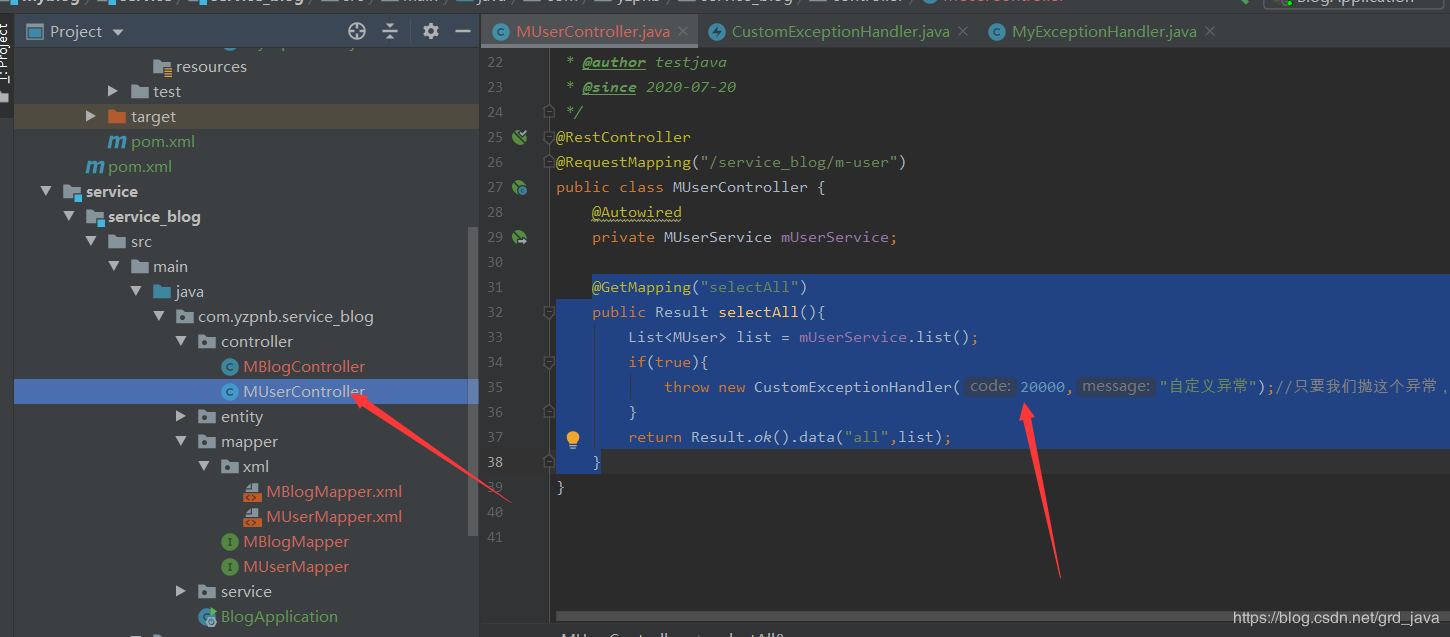 Project
MUserController.java
CustomExceptionHandler.java
MyExceptionHandler.java
1: Project
resources
test
target
pom.xml
pom.xml
service
service_blog
src
main
java
com.yzpnb.service_blog
controller
MBlogController
MUserController
entity
mapper
xml
MBlogMapper.xml
MUserMapper.xml
MBlogMapper
MUserMapper
service
BlogApplication
22 * @author testjava
23 * @since 2020-07-20
24 */
25 @RestController
26 @RequestMapping("/service_blog/m-user")
27 public class MUserController {
28 @Autowired
29 private MUserService mUserService;
30
31 @GetMapping("selectAll")
32 public Result selectAll(){
33 List<MUser> list = mUserService.list();
34 if(true){
35 throw new CustomExceptionHandler( code: 20000, message: "自定义异常");//只要我们抛这个异常，
36 }
37 return Result.ok().data("all",list);
38 }
39 }
40
41
https://blog.csdn.net/grd_java